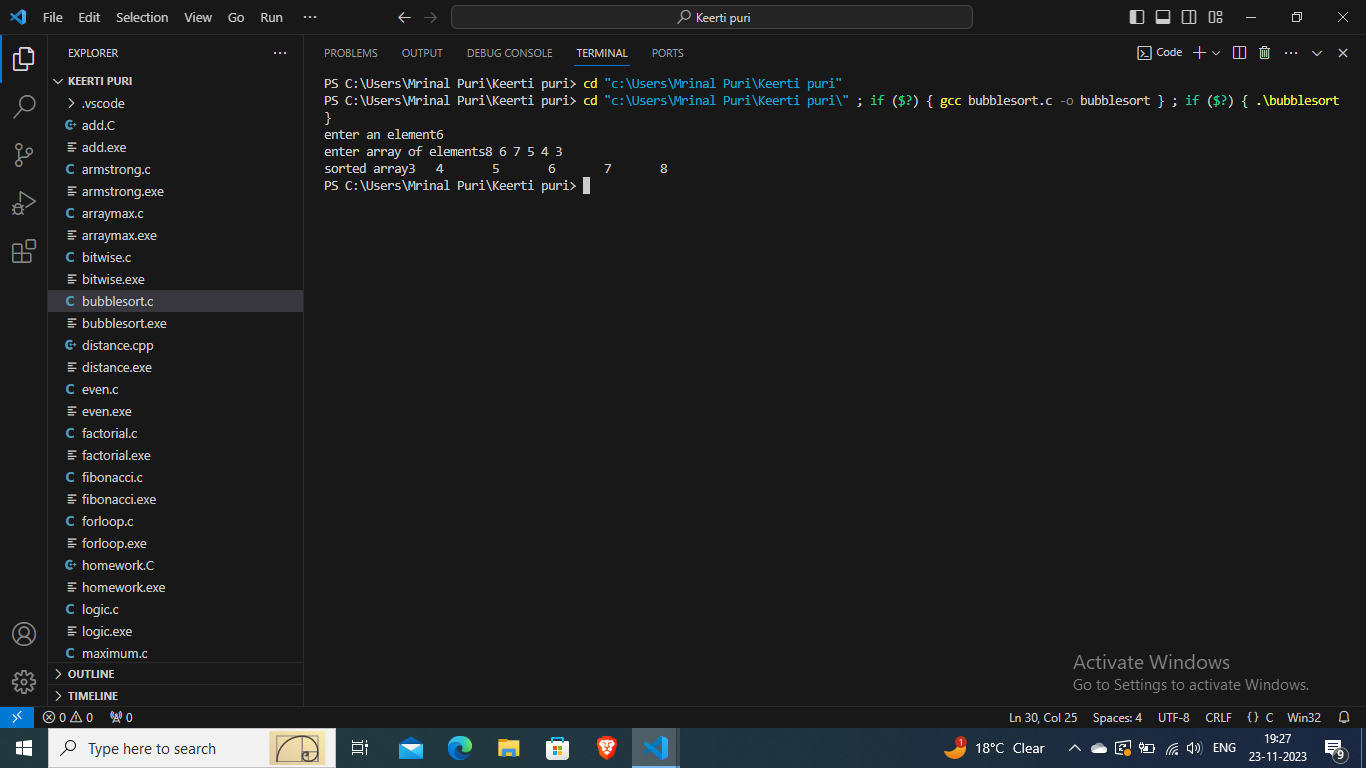 File Edit Selection View Go Run ··· Keerti puri
EXPLORER ···
KEERTI PURI
.vscode
add.C
add.exe
armstrong.c
armstrong.exe
arraymax.c
arraymax.exe
bitwise.c
bitwise.exe
bubblesort.c
bubblesort.exe
distance.cpp
distance.exe
even.c
even.exe
factorial.c
factorial.exe
fibonacci.c
fibonacci.exe
forloop.c
forloop.exe
homework.C
homework.exe
logic.c
logic.exe
maximum.c
OUTLINE
TIMELINE
PROBLEMS OUTPUT DEBUG CONSOLE TERMINAL PORTS Code
PS C:\Users\Mrinal Puri\Keerti puri> cd "c:\Users\Mrinal Puri\Keerti puri"
PS C:\Users\Mrinal Puri\Keerti puri> cd "c:\Users\Mrinal Puri\Keerti puri\" ; if ($?) { gcc bubblesort.c -o bubblesort } ; if ($?) { .\bubblesort
}
enter an element6
enter array of elements8 6 7 5 4 3
sorted array3 4 5 6 7 8
PS C:\Users\Mrinal Puri\Keerti puri>
Activate Windows
Go to Settings to activate Windows.
0 0 0 Ln 30, Col 25 Spaces: 4 UTF-8 CRLF { } C Win32
Type here to search 1 18°C Clear ENG 19:27
23-11-2023 9